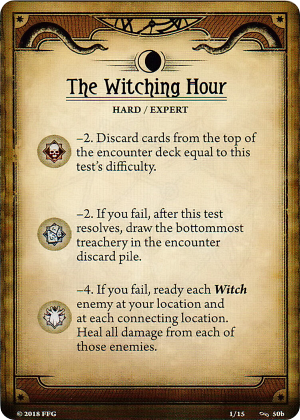 The Witching Hour
HARD / EXPERT
–2. Discard cards from the top of
the encounter deck equal to this
test's difficulty.
–2. If you fail, after this test
resolves, draw the bottommost
treachery in the encounter
discard pile.
–4. If you fail, ready each Witch
enemy at your location and
at each connecting location.
Heal all damage from each of
those enemies.
© 2018 FFG 1/15 50b